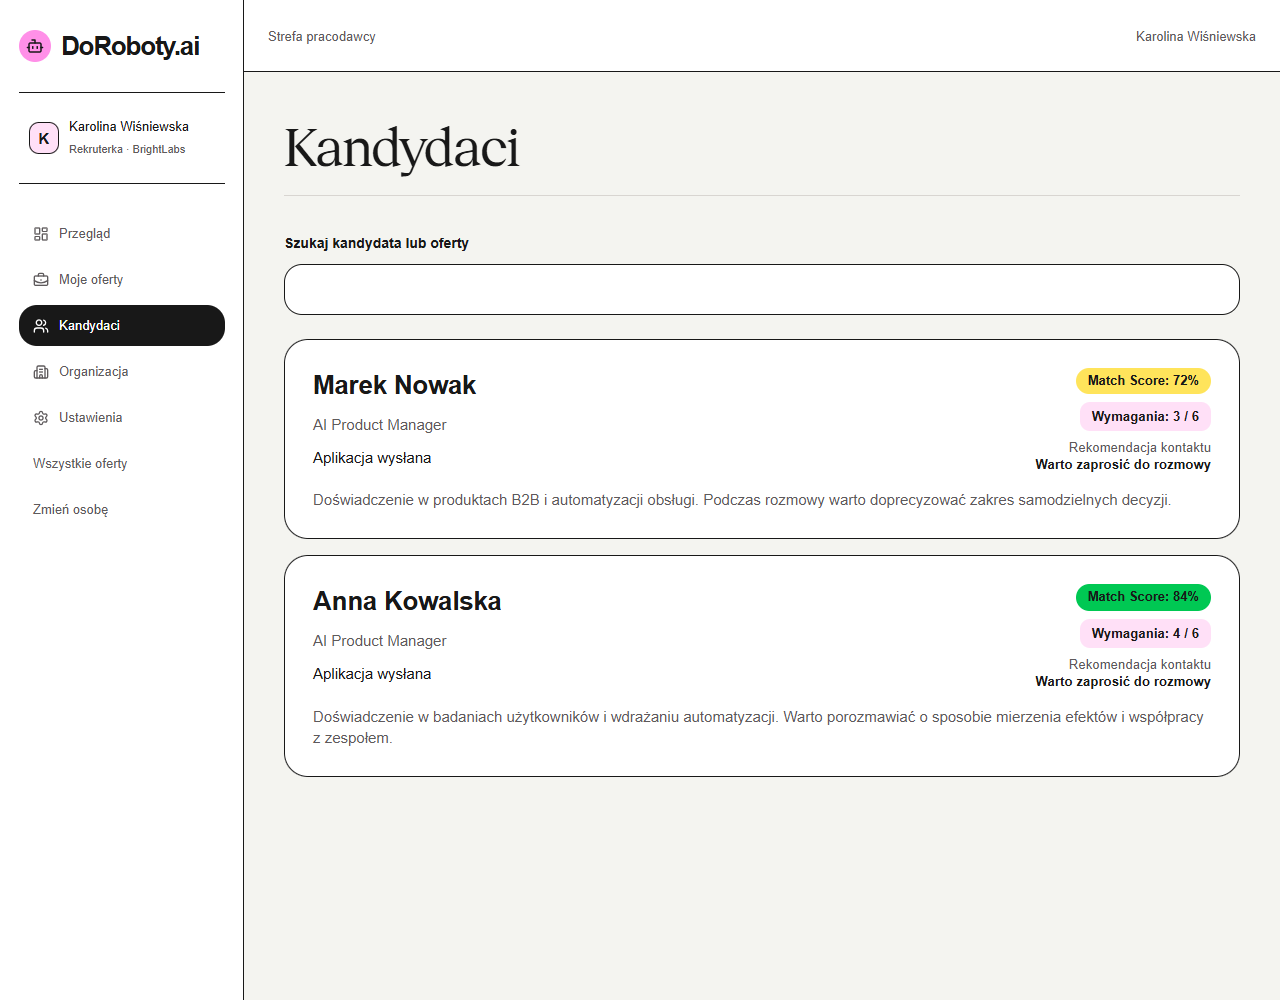 DoRoboty.ai
Strefa pracodawcy
Karolina Wiśniewska
K
Karolina Wiśniewska
Rekruterka · BrightLabs
Przegląd
Moje oferty
Kandydaci
Organizacja
Ustawienia
Wszystkie oferty
Zmień osobę
Kandydaci
Szukaj kandydata lub oferty
Marek Nowak
AI Product Manager
Aplikacja wysłana
Match Score: 72%
Wymagania: 3 / 6
Rekomendacja kontaktu
Warto zaprosić do rozmowy
Doświadczenie w produktach B2B i automatyzacji obsługi. Podczas rozmowy warto doprecyzować zakres samodzielnych decyzji.
Anna Kowalska
AI Product Manager
Aplikacja wysłana
Match Score: 84%
Wymagania: 4 / 6
Rekomendacja kontaktu
Warto zaprosić do rozmowy
Doświadczenie w badaniach użytkowników i wdrażaniu automatyzacji. Warto porozmawiać o sposobie mierzenia efektów i współpracy
z zespołem.